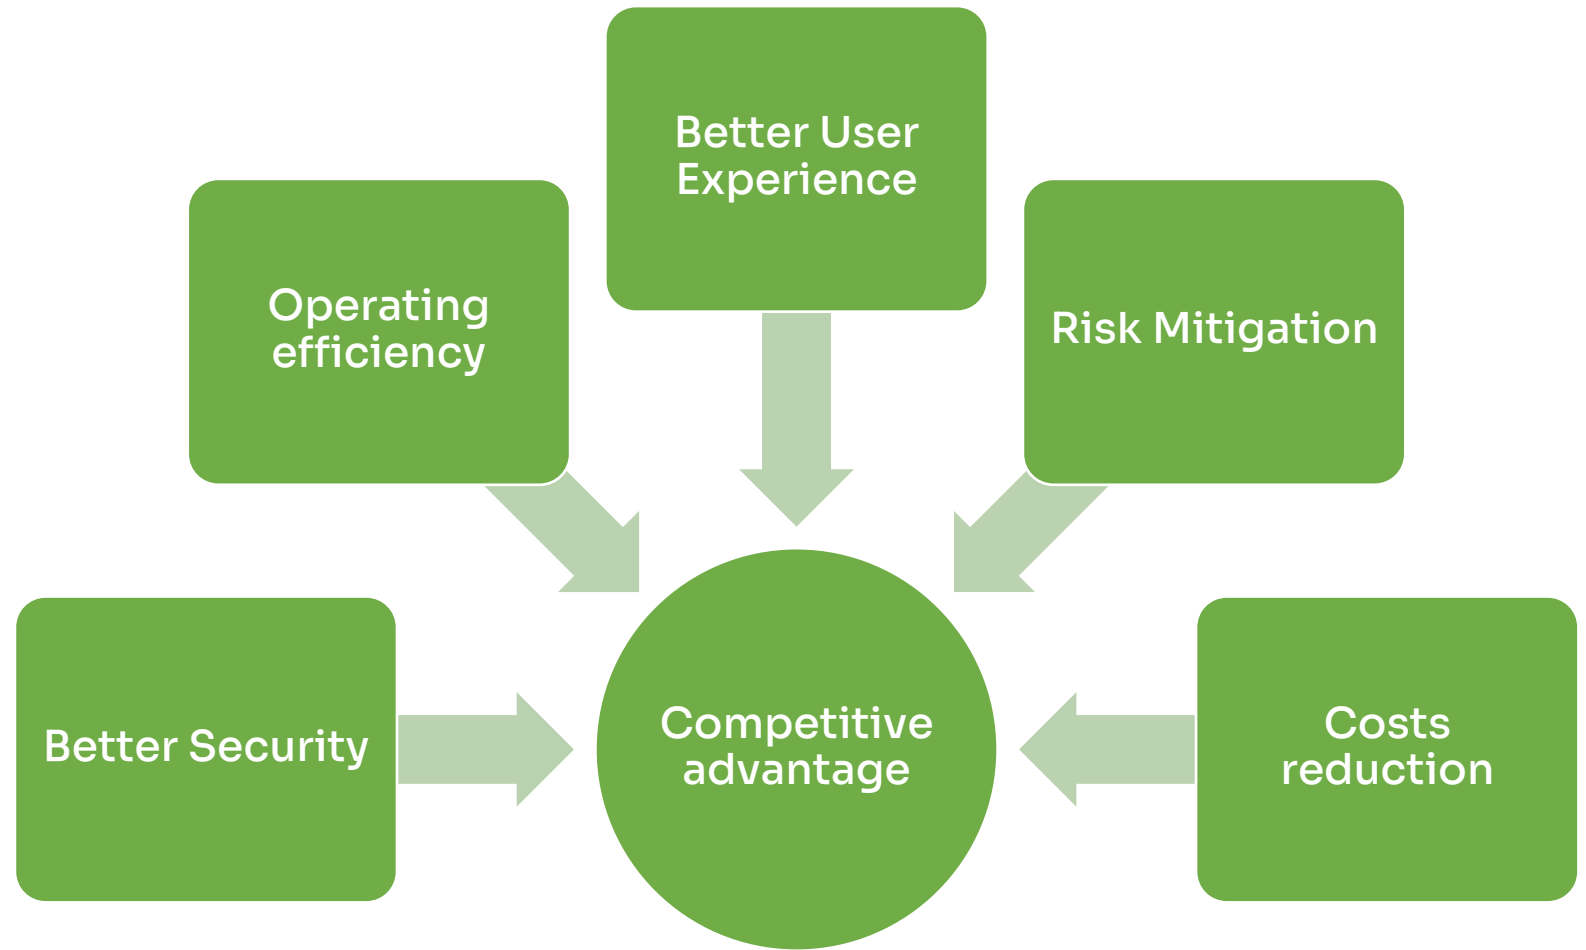 Better User
Experience
Operating
efficiency
Risk Mitigation
Better Security
Competitive
advantage
Costs
reduction